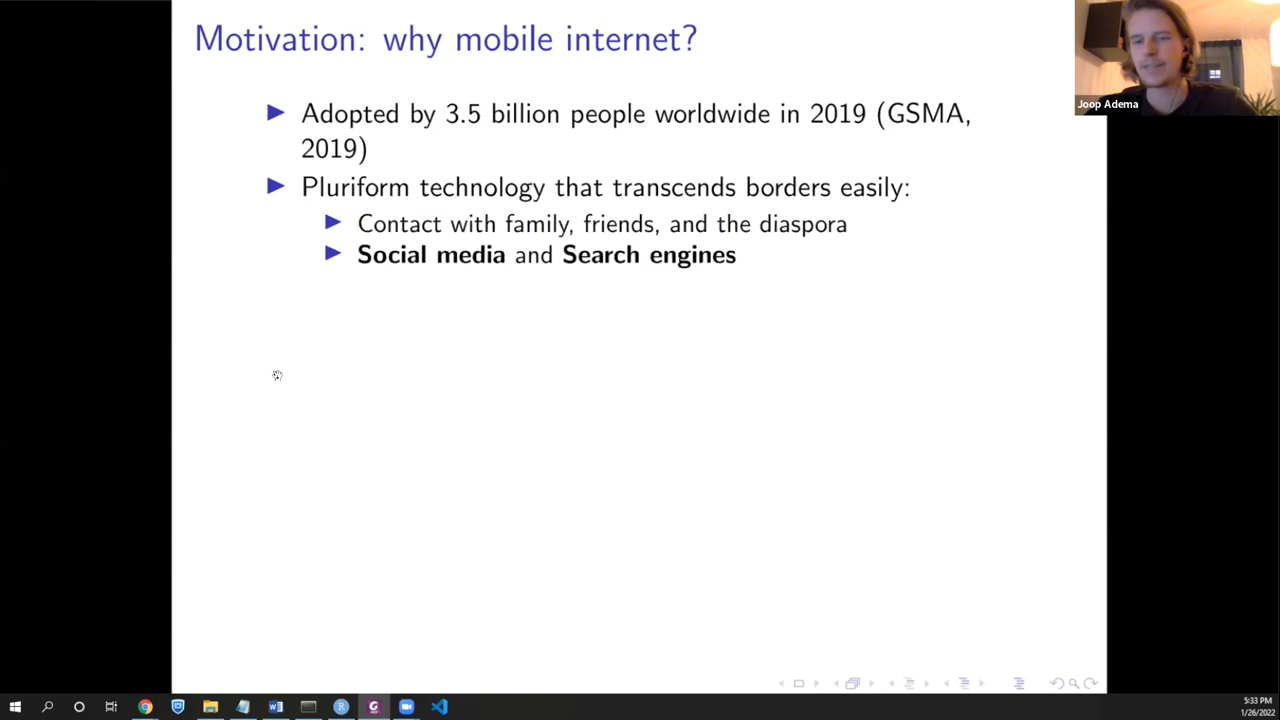 Motivation: why mobile internet?
Adopted by 3.5 billion people worldwide in 2019 (GSMA,
2019)
Pluriform technology that transcends borders easily:
Contact with family, friends, and the diaspora
Social media and Search engines
Joop Adema
5:33 PM
1/26/2022